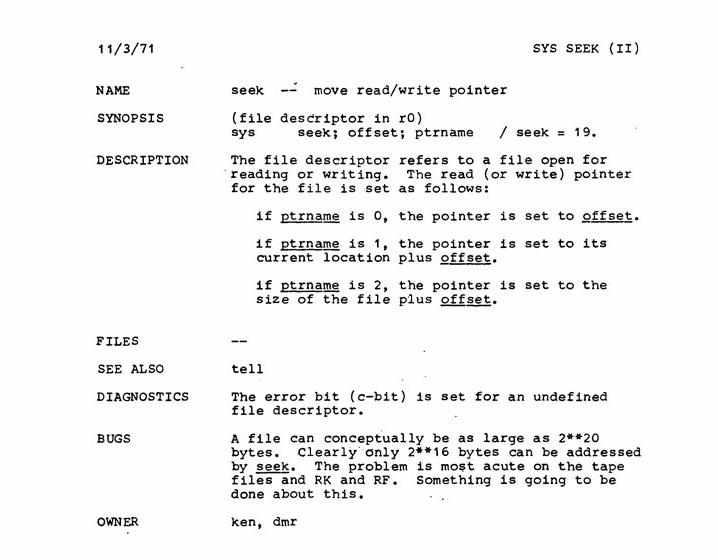 11/3/71 SYS SEEK (II)
NAME seek -- move read/write pointer
SYNOPSIS (file descriptor in r0)
sys seek; offset; ptrname / seek = 19.
DESCRIPTION The file descriptor refers to a file open for
reading or writing. The read (or write) pointer
for the file is set as follows:
if ptrname is 0, the pointer is set to offset.
if ptrname is 1, the pointer is set to its
current location plus offset.
if ptrname is 2, the pointer is set to the
size of the file plus offset.
FILES --
SEE ALSO tell
DIAGNOSTICS The error bit (c-bit) is set for an undefined
file descriptor.
BUGS A file can conceptually be as large as 2**20
bytes. Clearly only 2**16 bytes can be addressed
by seek. The problem is most acute on the tape
files and RK and RF. Something is going to be
done about this.
OWNER ken, dmr